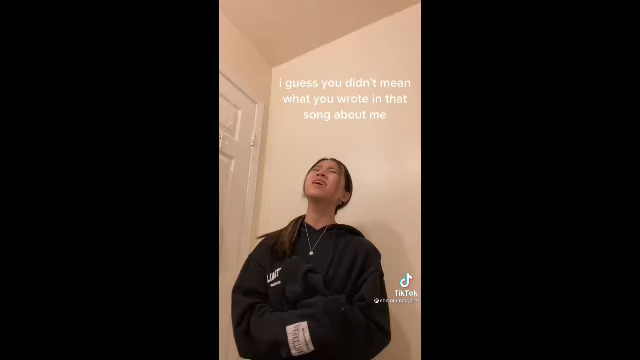 i guess you didn't mean
what you wrote in that
song about me
TikTok